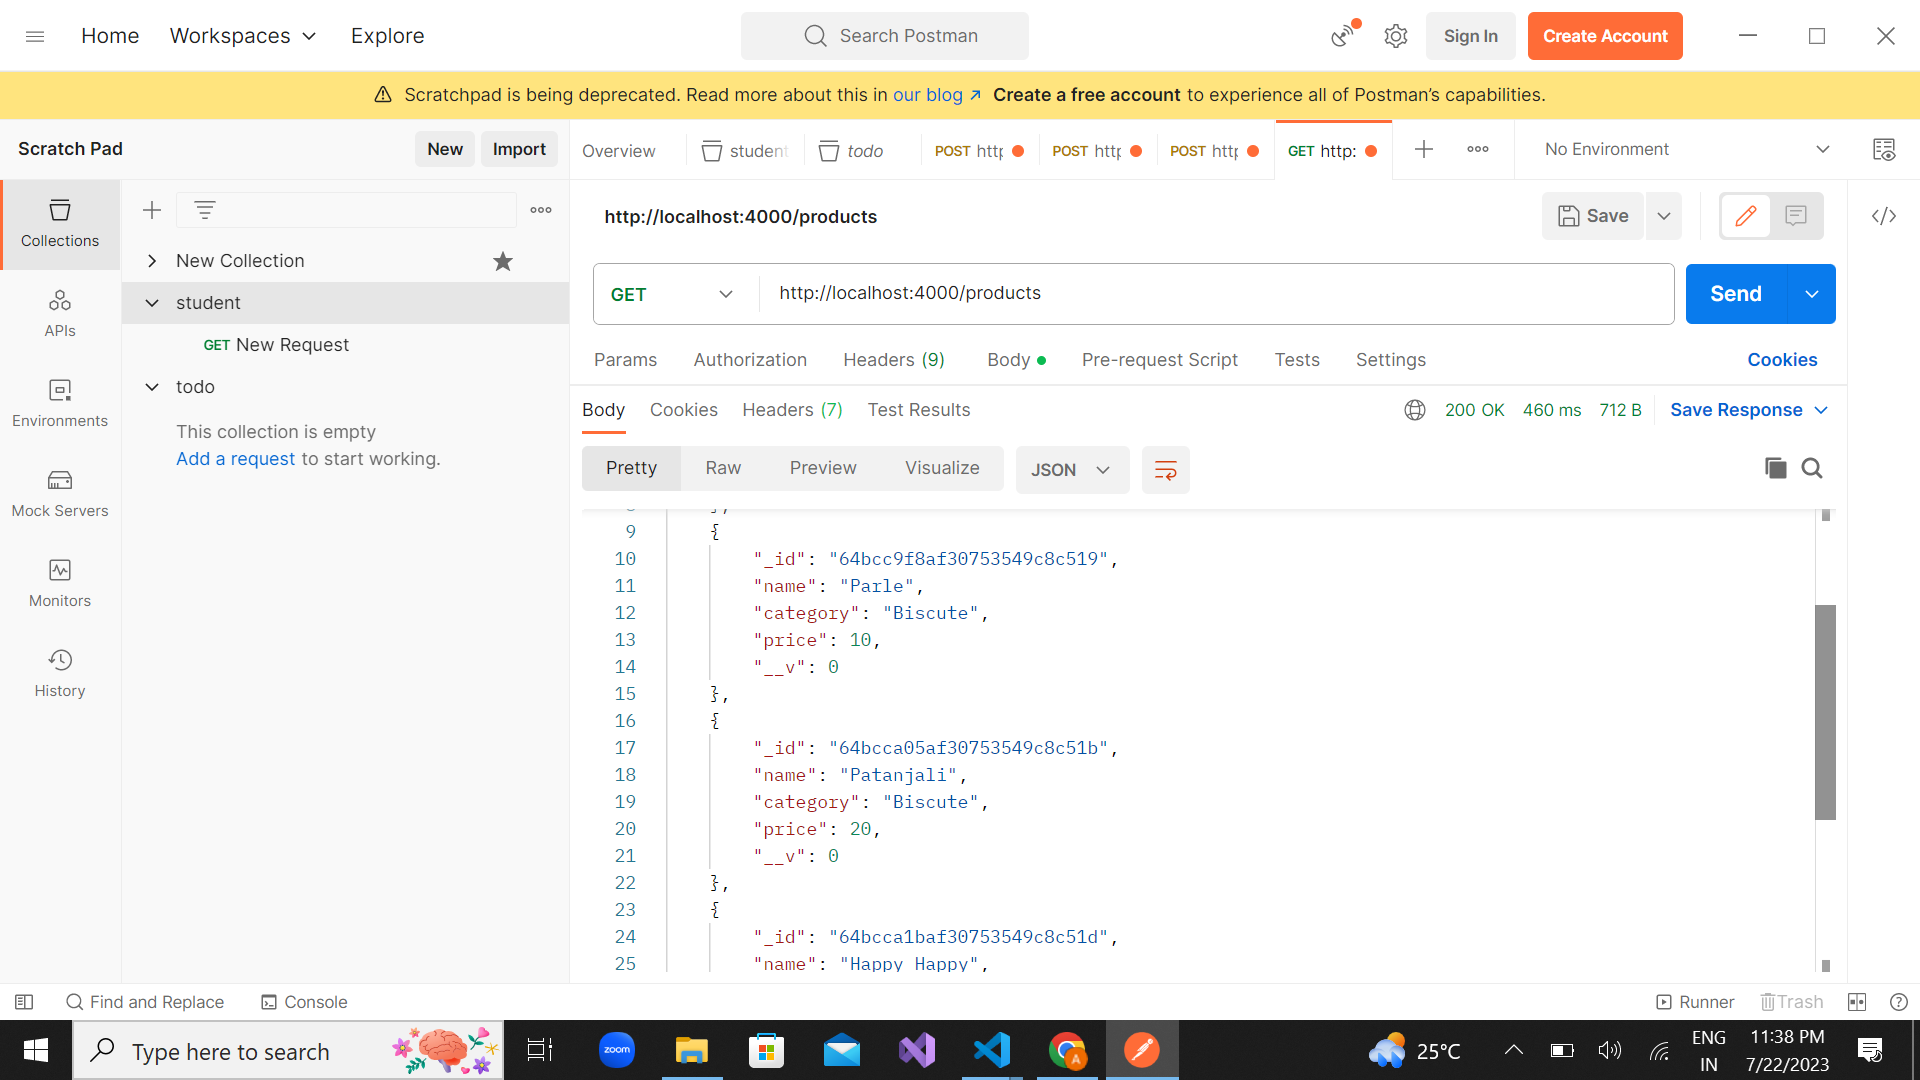 Home Workspaces Explore Search Postman Sign In Create Account
Scratchpad is being deprecated. Read more about this in our blog ↗ Create a free account to experience all of Postman’s capabilities.
Scratch Pad New Import Overview student todo POST http POST http POST http GET http: No Environment
Collections
APIs
Environments
Mock Servers
Monitors
History
New Collection
student
GET New Request
todo
This collection is empty
Add a request to start working.
http://localhost:4000/products Save
GET http://localhost:4000/products Send
Params Authorization Headers (9) Body Pre-request Script Tests Settings Cookies
Body Cookies Headers (7) Test Results 200 OK 460 ms 712 B Save Response
Pretty Raw Preview Visualize JSON
8 },
9 {
10 "_id": "64bcc9f8af30753549c8c519",
11 "name": "Parle",
12 "category": "Biscute",
13 "price": 10,
14 "__v": 0
15 },
16 {
17 "_id": "64bcca05af30753549c8c51b",
18 "name": "Patanjali",
19 "category": "Biscute",
20 "price": 20,
21 "__v": 0
22 },
23 {
24 "_id": "64bcca1baf30753549c8c51d",
25 "name": "Happy Happy",
Find and Replace Console Runner Trash
Type here to search zoom A 25°C ENG IN 11:38 PM 7/22/2023